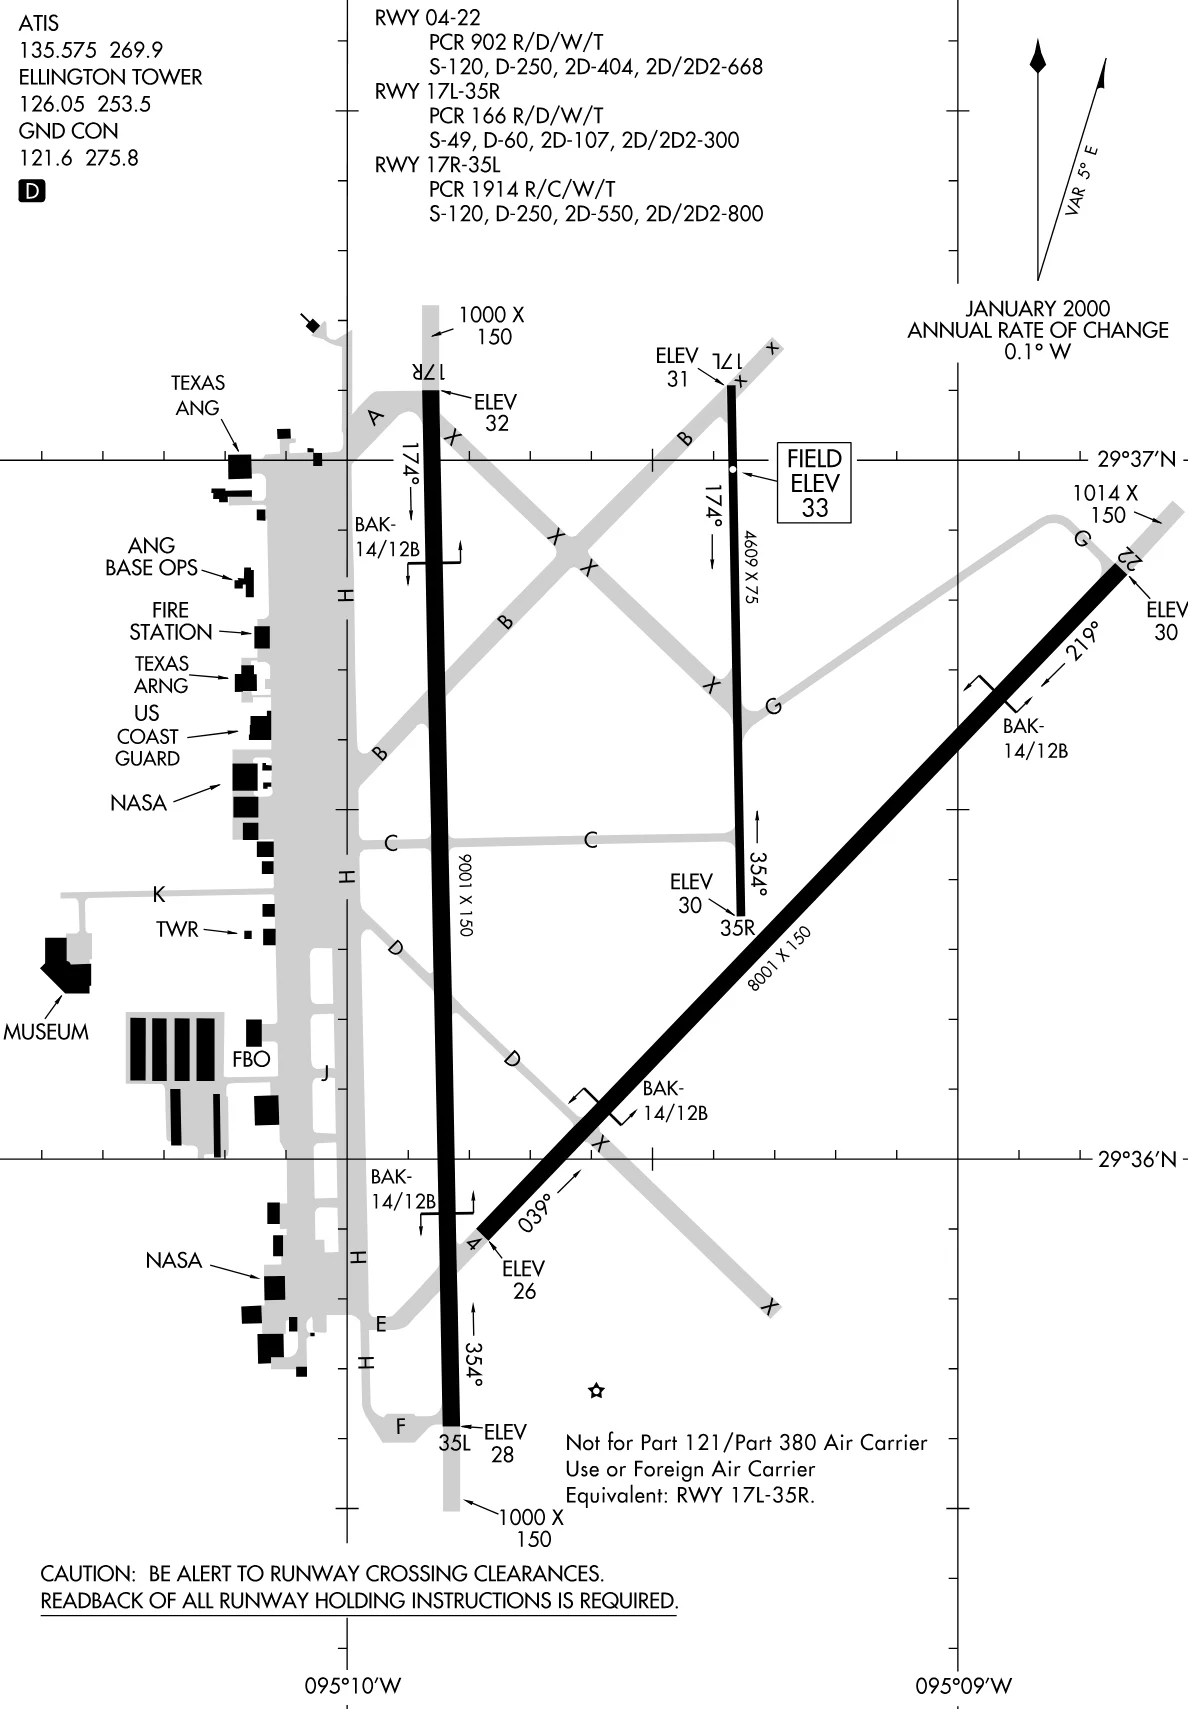 ATIS
135.575 269.9
ELLINGTON TOWER
126.05 253.5
GND CON
121.6 275.8
D
RWY 04-22
PCR 902 R/D/W/T
S-120, D-250, 2D-404, 2D/2D2-668
RWY 17L-35R
PCR 166 R/D/W/T
S-49, D-60, 2D-107, 2D/2D2-300
RWY 17R-35L
PCR 1914 R/C/W/T
S-120, D-250, 2D-550, 2D/2D2-800
VAR 5° E
JANUARY 2000
ANNUAL RATE OF CHANGE
0.1° W
1000 X
150
17R
ELEV
32
ELEV
31
17L
X
X
TEXAS
ANG
A
X
B
174°
FIELD
ELEV
33
29°37'N
1014 X
150
174°
BAK-
14/12B
X
X
4609 X 75
G
22
ELEV
30
219°
ANG
BASE OPS
H
FIRE
STATION
B
TEXAS
ARNG
X
G
US
COAST
GUARD
B
BAK-
14/12B
NASA
C
C
H
9001 X 150
354°
ELEV
30
35R
K
TWR
D
8001 X 150
MUSEUM
FBO
J
D
BAK-
14/12B
X
29°36'N
BAK-
14/12B
039°
4
H
NASA
ELEV
26
E
X
H
354°
F
35L
ELEV
28
1000 X
150
Not for Part 121/Part 380 Air Carrier
Use or Foreign Air Carrier
Equivalent: RWY 17L-35R.
CAUTION: BE ALERT TO RUNWAY CROSSING CLEARANCES.
READBACK OF ALL RUNWAY HOLDING INSTRUCTIONS IS REQUIRED.
095°10'W
095°09'W